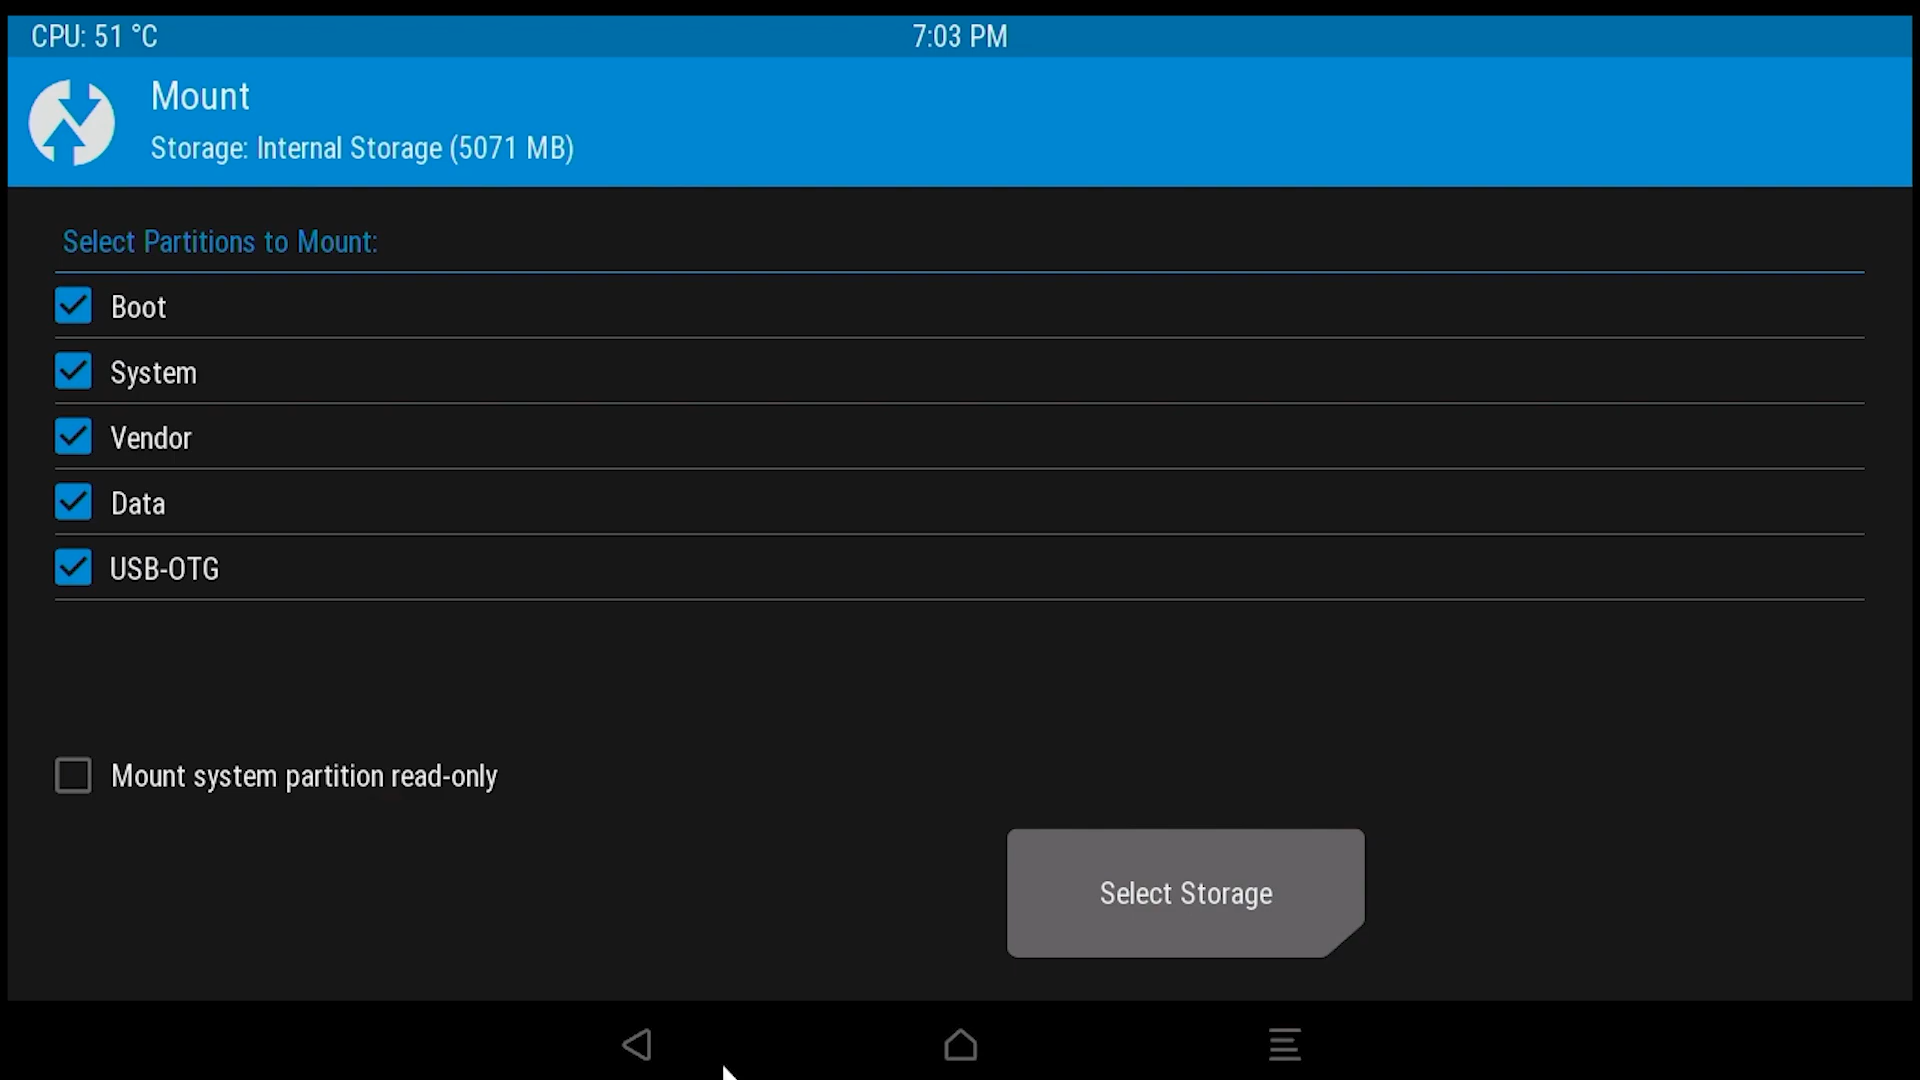 CPU: 51 °C
7:03 PM
Mount
Storage: Internal Storage (5071 MB)
Select Partitions to Mount:
Boot
System
Vendor
Data
USB-OTG
Mount system partition read-only
Select Storage